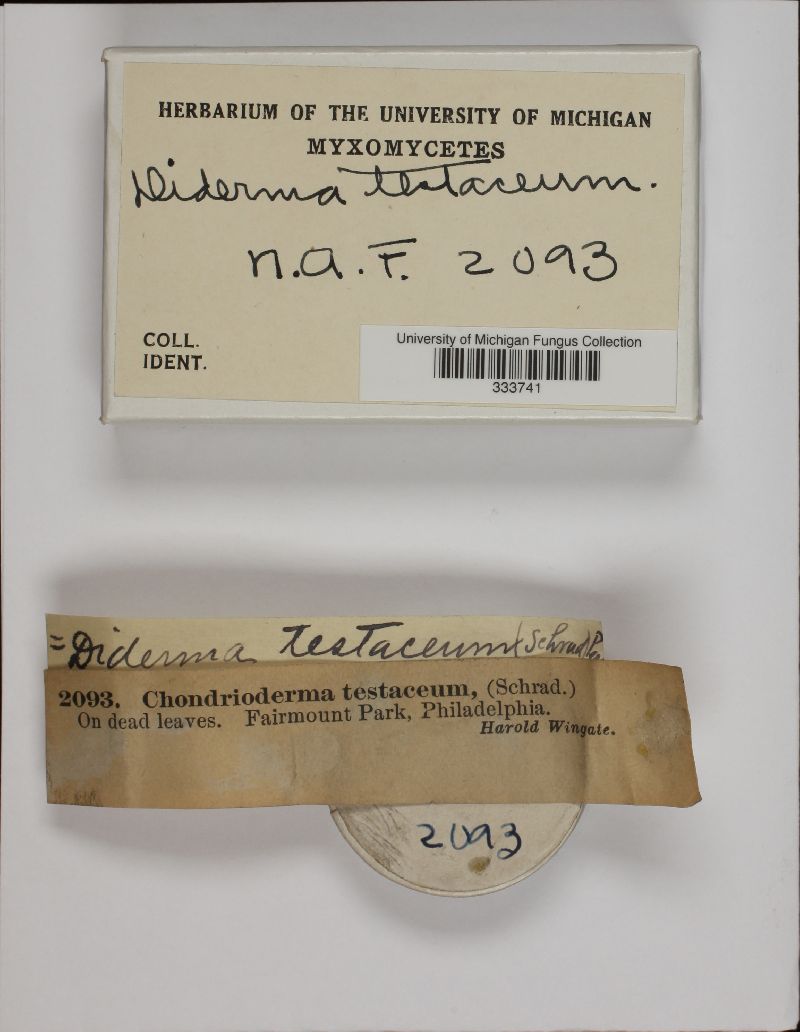 HERBARIUM OF THE UNIVERSITY OF MICHIGAN
MYXOMYCETES
Diderma testaceum.
N.A.F. 2093
COLL.
IDENT.
University of Michigan Fungus Collection
333741
= Diderma testaceum (Schrad)
2093. Chondrioderma testaceum, (Schrad.)
On dead leaves. Fairmount Park, Philadelphia.
Harold Wingate.
2093